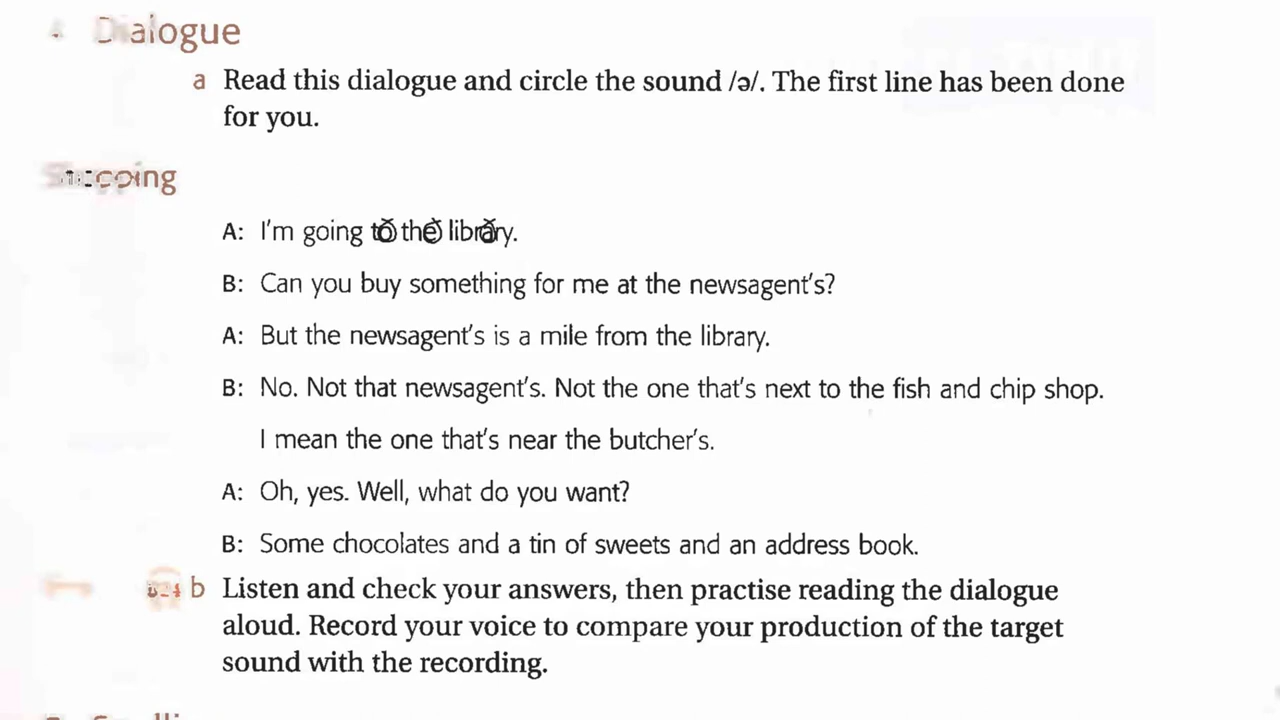 Dialogue
a Read this dialogue and circle the sound /ə/. The first line has been done
for you.
A: I'm going to the library.
B: Can you buy something for me at the newsagent's?
A: But the newsagent's is a mile from the library.
B: No. Not that newsagent's. Not the one that's next to the fish and chip shop.
I mean the one that's near the butcher's.
A: Oh, yes. Well, what do you want?
B: Some chocolates and a tin of sweets and an address book.
b Listen and check your answers, then practise reading the dialogue
aloud. Record your voice to compare your production of the target
sound with the recording.